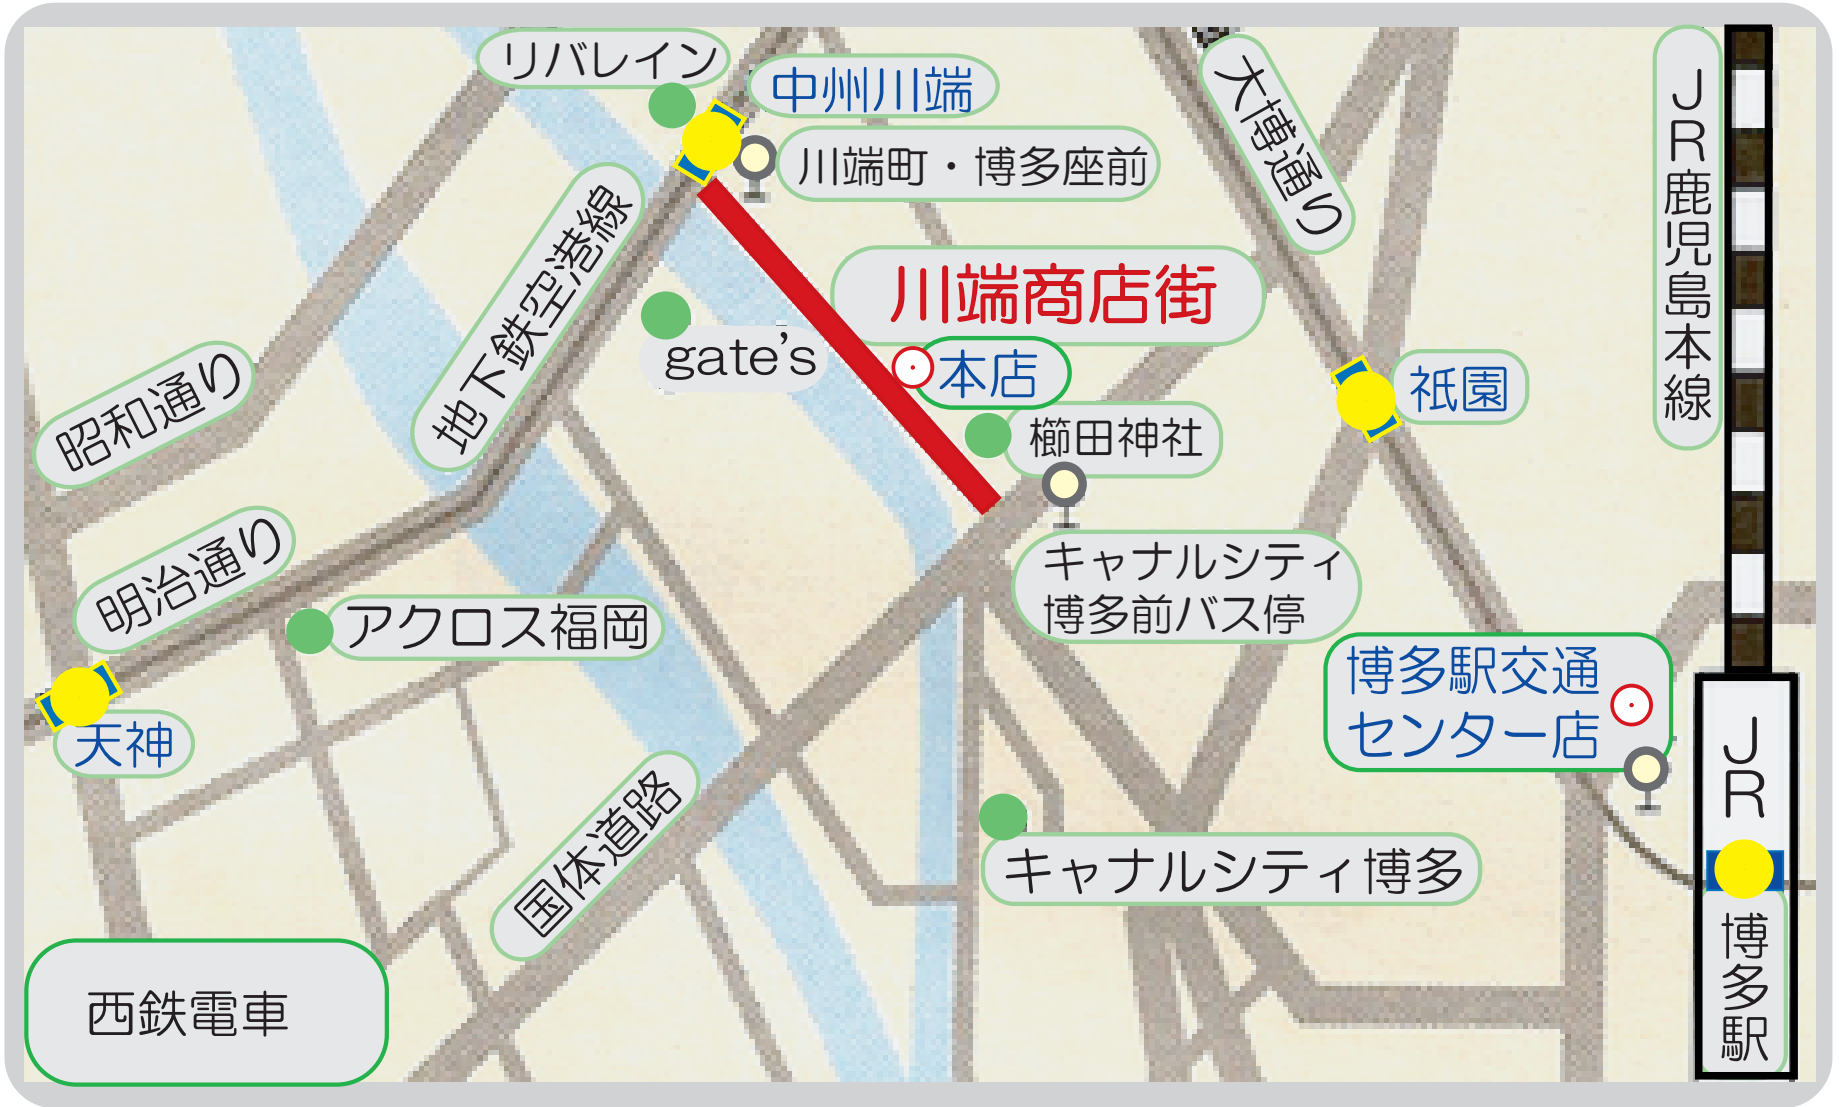 リバレイン
中州川端
川端町・博多座前
大博通り
JR鹿児島本線
地下鉄空港線
川端商店街
gate's
本店
祇園
昭和通り
櫛田神社
明治通り
キャナルシティ
博多前バス停
アクロス福岡
博多駅交通
センター店
天神
国体道路
キャナルシティ博多
JR
博多駅
西鉄電車